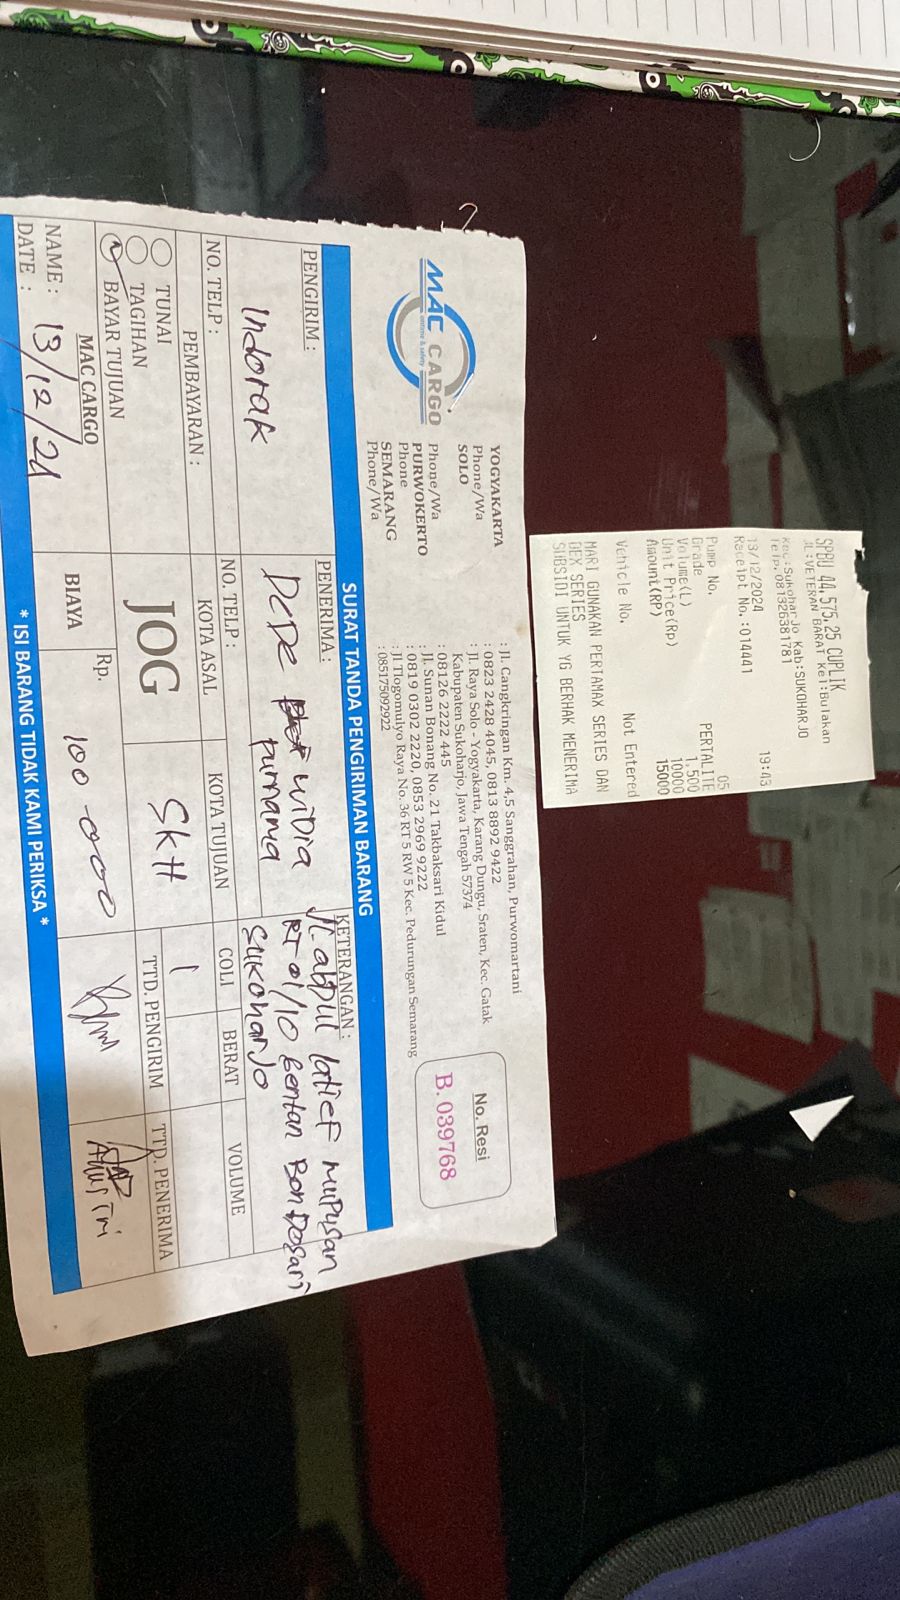 SPBU 44.575.25 CUPLIK
JL:VETERAN BARAT Kel:Bulakan
Kec:Sukoharjo Kab:SUKOHARJO
Telp.081326381781
13/12/2024 19:43
Receipt No.:014441
Pump No. 05
Grade PERTALITE
Volume(L) 1.500
Unit Price(Rp) 10000
Amount(RP) 15000
Vehicle No. Not Entered
MARI GUNAKAN PERTAMAX SERIES DAN
DEX SERIES
SUBSIDI UNTUK YG BERHAK MENERIMA
MAC CARGO
ontime & safety
YOGYAKARTA : Jl. Cangkringan Km. 4,5 Sanggrahan, Purwomartani
Phone/Wa : 0823 2428 4045, 0813 8892 9422
SOLO : Jl. Raya Solo - Yogyakarta, Karang Dungu, Sraten, Kec. Gatak
Kabupaten Sukoharjo, Jawa Tengah 57374
Phone/Wa : 08126 2222 445
PURWOKERTO : Jl. Sunan Bonang No. 21 Takbaksari Kidul
Phone : 0819 0302 2220, 0853 2969 9222
SEMARANG : Jl Tlogomulyo Raya No. 36 RT 5 RW 5 Kec. Pedurungan Semarang
Phone/Wa : 085175092922
No. Resi
B. 039768
SURAT TANDA PENGIRIMAN BARANG
PENGIRIM :
Indorak
NO. TELP :
PENERIMA :
Dede widia
purnama
NO. TELP :
KETERANGAN :
Jl. abdul latief mupusan
RT 01/10 Bentan Bendosari
Sukoharjo
PEMBAYARAN :
TUNAI
TAGIHAN
BAYAR TUJUAN
KOTA ASAL
JOG
KOTA TUJUAN
SKH
COLI
1
BERAT
VOLUME
MAC CARGO
NAME :
DATE : 13/12/24
BIAYA
Rp. 100 000
TTD. PENGIRIM
TTD. PENERIMA
* ISI BARANG TIDAK KAMI PERIKSA *